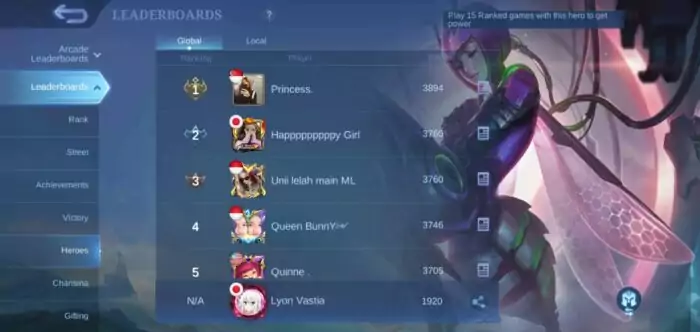 LEADERBOARDS
?
Play 15 Ranked games with this hero to get
power
Global
Local
Arcade
Leaderboards
Leaderboards
Rank
Street
Achievements
Victory
Heroes
Charisma
Gifting
Ranking
Player
1 Princess. 3894
2 Happpppppppy Girl 3765
3 Unii lelah main ML 3760
4 Queen BunnY 3746
5 Quinne . 3705
N/A Lyon Vastia 1920